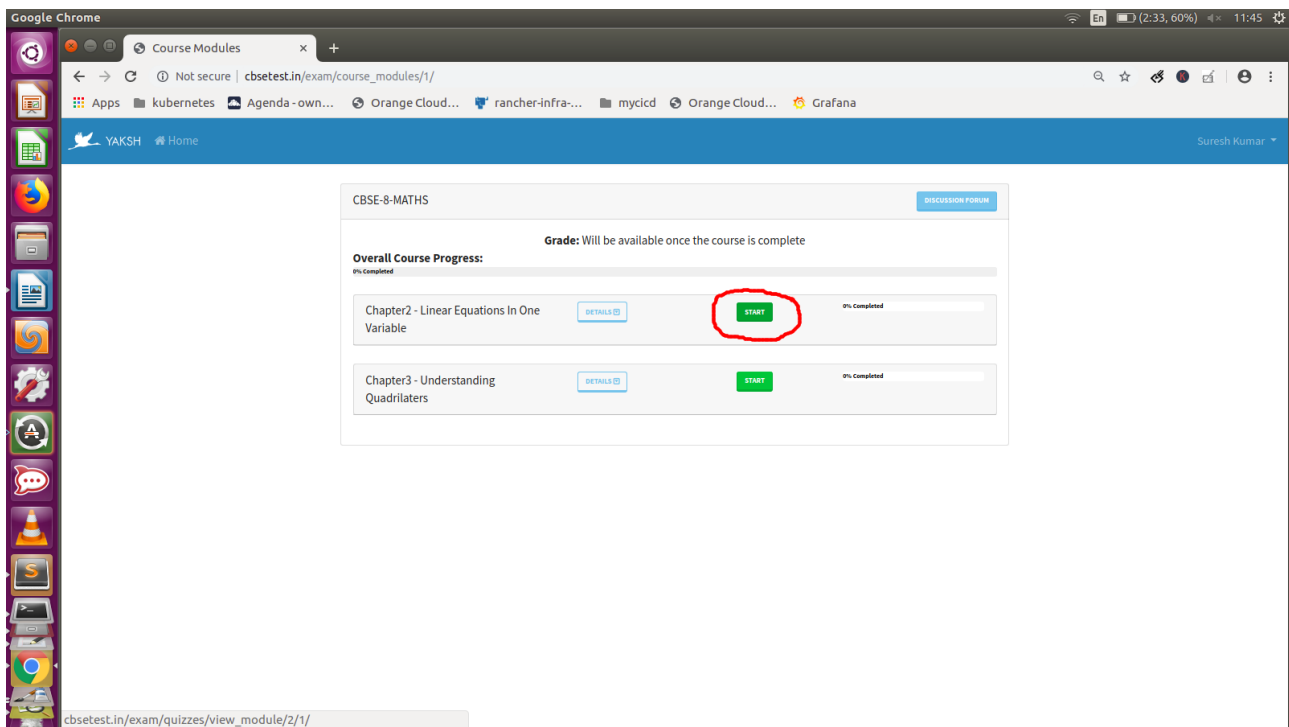 Google Chrome
En (2:33, 60%) 11:45
Course Modules × +
Not secure | cbsetest.in/exam/course_modules/1/
Apps kubernetes Agenda - own... Orange Cloud... rancher-infra-... mycicd Orange Cloud... Grafana
YAKSH Home Suresh Kumar
CBSE-8-MATHS DISCUSSION FORUM
Grade: Will be available once the course is complete
Overall Course Progress:
0% Completed
Chapter2 - Linear Equations In One DETAILS START 0% Completed
Variable
Chapter3 - Understanding DETAILS START 0% Completed
Quadrilaters
cbsetest.in/exam/quizzes/view_module/2/1/